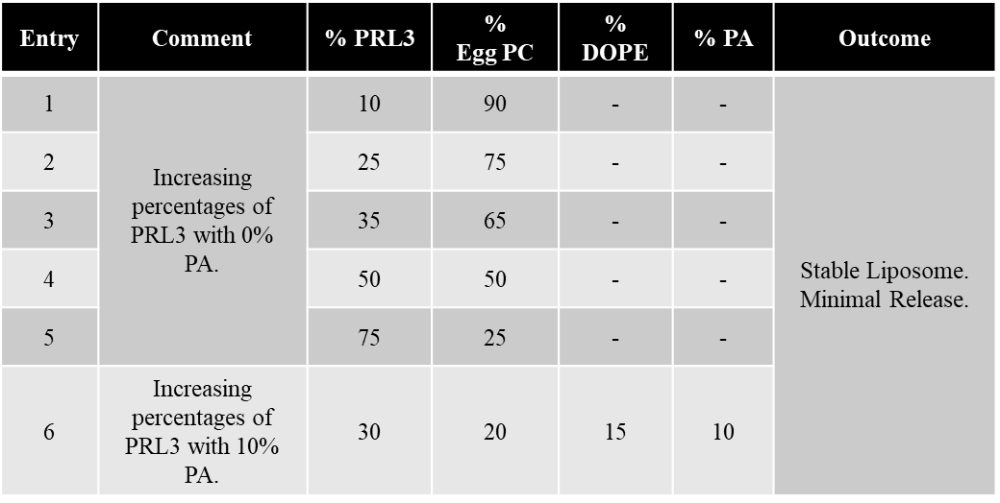 Entry Comment % PRL3 % Egg PC % DOPE % PA Outcome
1 Increasing percentages of PRL3 with 0% PA. 10 90 - - Stable Liposome. Minimal Release.
2 25 75 - -
3 35 65 - -
4 50 50 - -
5 75 25 - -
6 Increasing percentages of PRL3 with 10% PA. 30 20 15 10